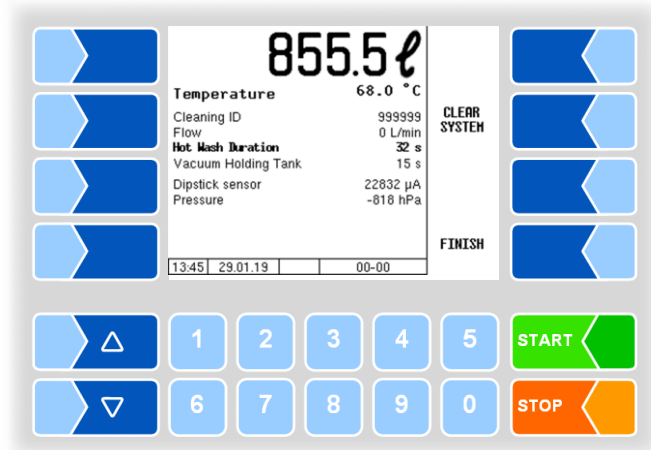 855.5 ℓ
Temperature 68.0 °C
Cleaning ID 999999
Flow 0 L/min
CLEAR
SYSTEM
Hot Wash Duration 32 s
Vacuum Holding Tank 15 s
Dipstick sensor 22832 µA
Pressure -818 hPa
FINISH
13:45 29.01.19 00-00
1 2 3 4 5 START
6 7 8 9 0 STOP